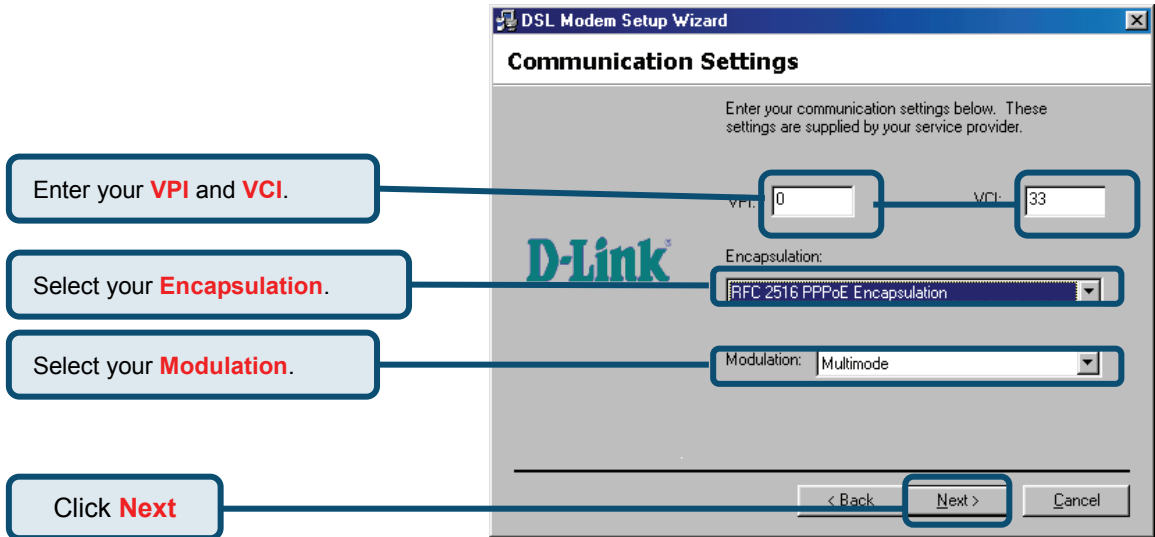 DSL Modem Setup Wizard
Communication Settings
Enter your communication settings below. These
settings are supplied by your service provider.
Enter your VPI and VCI.
VPI: 0
VCI: 33
D-Link®
Encapsulation:
Select your Encapsulation.
RFC 2516 PPPoE Encapsulation
Select your Modulation.
Modulation: Multimode
Click Next
< Back
Next >
Cancel